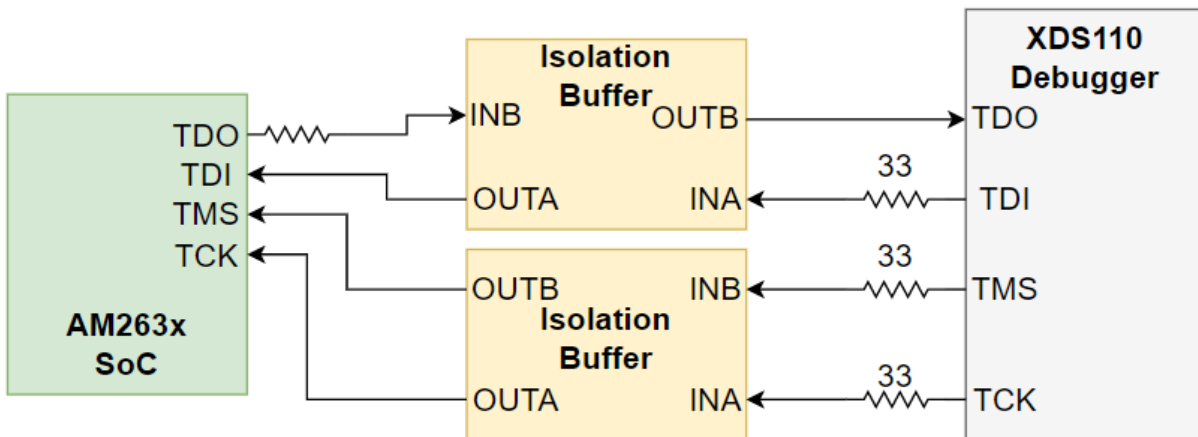 XDS110
Debugger
Isolation
Buffer
TDO
INB
OUTB
TDO
TDI
33
OUTA
INA
TDI
TMS
TCK
33
OUTB
INB
TMS
Isolation
Buffer
AM263x
SoC
33
OUTA
INA
TCK